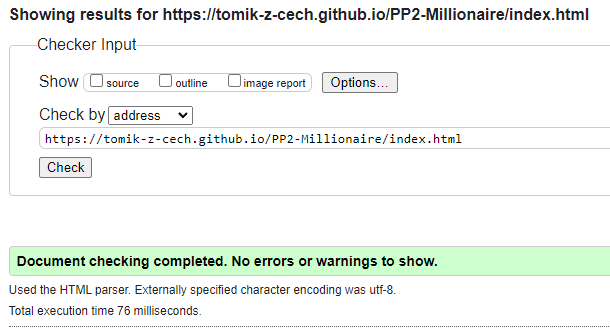 Showing results for https://tomik-z-cech.github.io/PP2-Millionaire/index.html
Checker Input
Show source outline image report Options...
Check by address
https://tomik-z-cech.github.io/PP2-Millionaire/index.html
Check
Document checking completed. No errors or warnings to show.
Used the HTML parser. Externally specified character encoding was utf-8.
Total execution time 76 milliseconds.